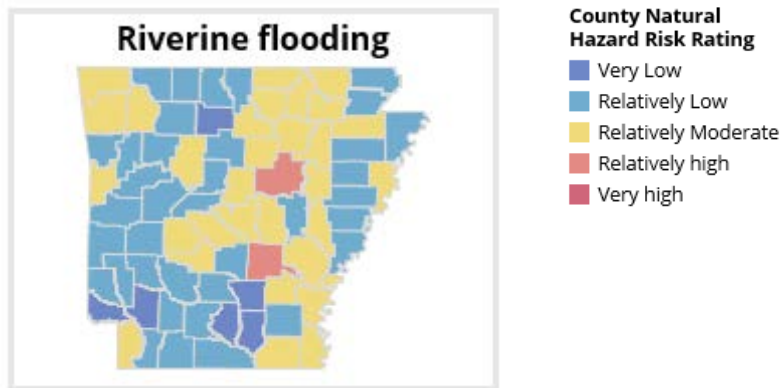 Riverine flooding
County Natural
Hazard Risk Rating
Very Low
Relatively Low
Relatively Moderate
Relatively high
Very high